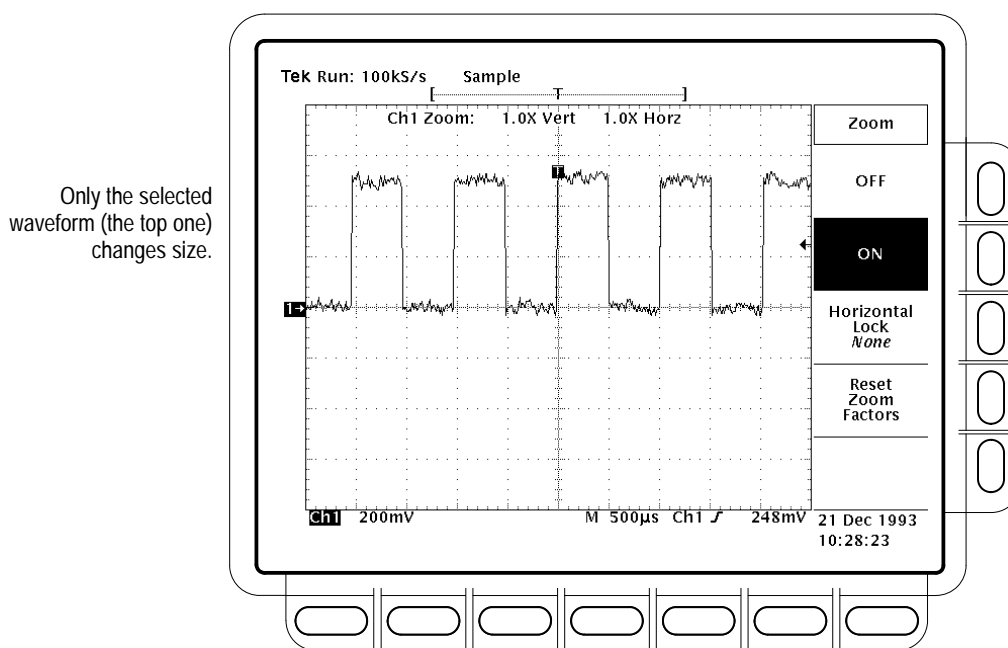 Only the selected
waveform (the top one)
changes size.
Tek Run: 100kS/s Sample
[ T ]
Ch1 Zoom: 1.0X Vert 1.0X Horz
T
1→
Zoom
OFF
ON
Horizontal
Lock
None
Reset
Zoom
Factors
Ch1 200mV M 500µs Ch1 ƒ 248mV
21 Dec 1993
10:28:23